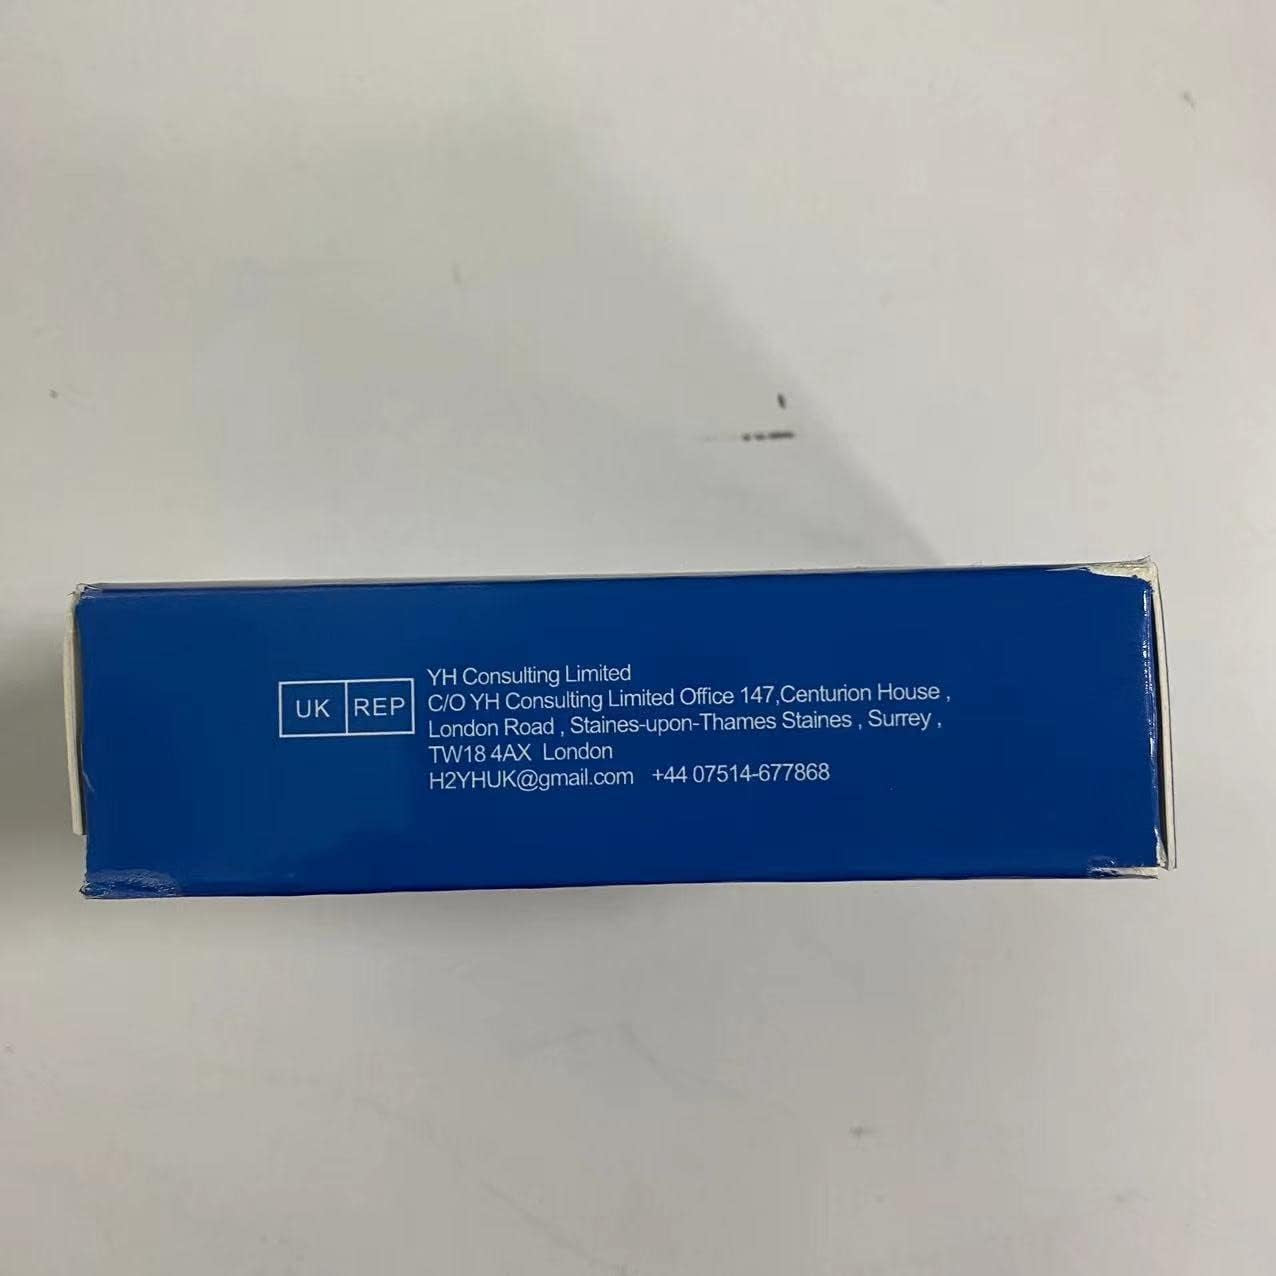 UK REP
YH Consulting Limited
C/O YH Consulting Limited Office 147,Centurion House ,
London Road , Staines-upon-Thames Staines , Surrey ,
TW18 4AX London
H2YHUK@gmail.com +44 07514-677868